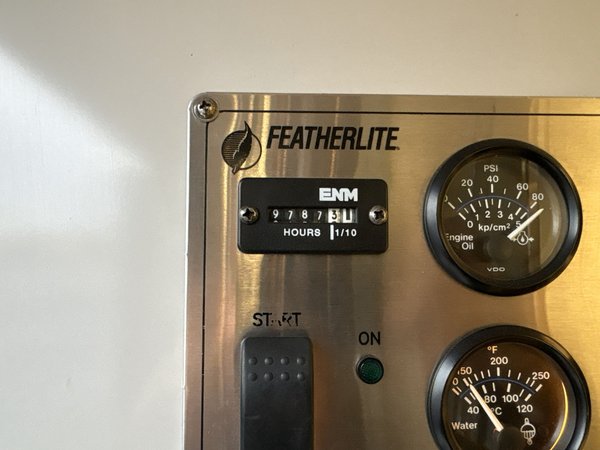 FEATHERLITE
ENM
9 7 8 7 3
HOURS 1/10
START
ON
PSI
20 40 60 80
0 1 2 3 4 5
kp/cm²
Engine
Oil
VDO
°F
200 250
40 80 100 120
°C
Water